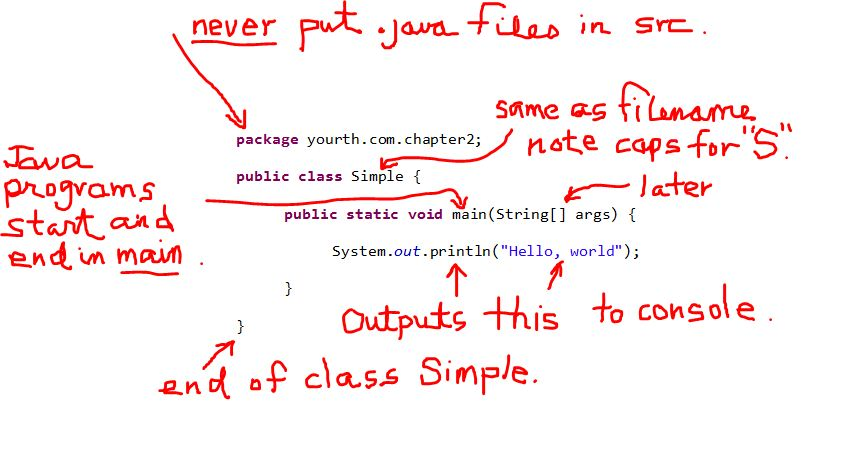 never put .java files in src.
same as filename
note caps for "S".
package yourth.com.chapter2;
Java
programs
start and
end in main.
public class Simple {
later
public static void main(String[] args) {
System.out.println("Hello, world");
}
Outputs this to console.
}
end of class Simple.